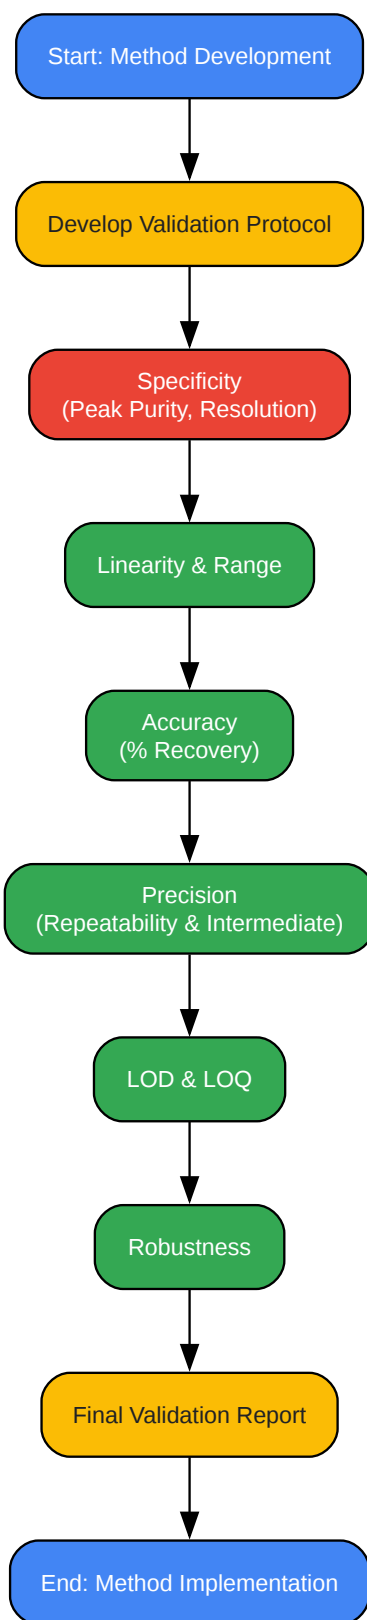 Start: Method Development
Develop Validation Protocol
Specificity
(Peak Purity, Resolution)
Linearity & Range
Accuracy
(% Recovery)
Precision
(Repeatability & Intermediate)
LOD & LOQ
Robustness
Final Validation Report
End: Method Implementation